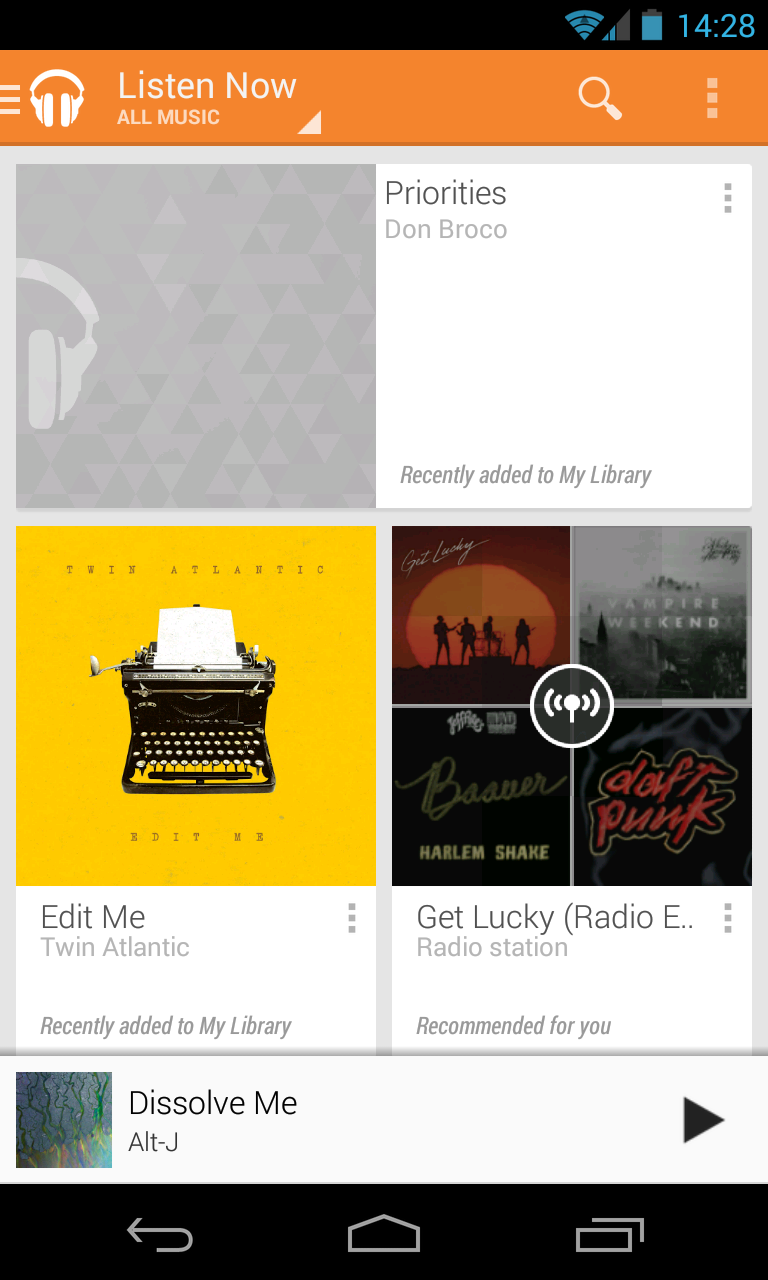 14:28
Listen Now
ALL MUSIC
Priorities
Don Broco
Recently added to My Library
TWIN ATLANTIC
EDIT ME
Get Lucky
VAMPIRE
WEEKEND
Baauer
HARLEM SHAKE
daft
punk
Edit Me
Twin Atlantic
Recently added to My Library
Get Lucky (Radio E..
Radio station
Recommended for you
Dissolve Me
Alt-J